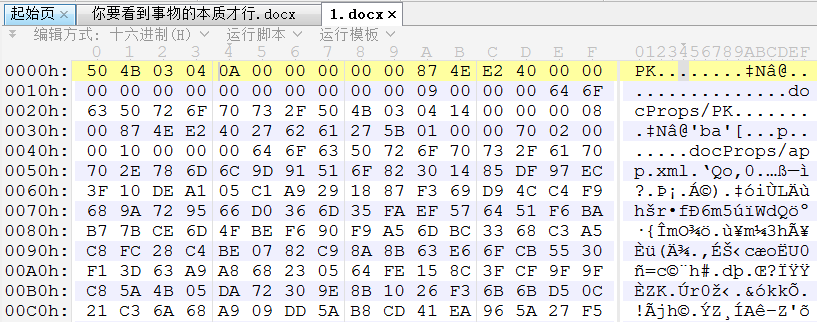 起始页 × 你要看到事物的本质才行.docx 1.docx ×
编辑方式: 十六进制(H) 运行脚本 运行模板
0 1 2 3 4 5 6 7 8 9 A B C D E F 0123456789ABCDEF
0000h: 50 4B 03 04 0A 00 00 00 00 00 87 4E E2 40 00 00 PK........‡Nâ@..
0010h: 00 00 00 00 00 00 00 00 00 00 09 00 00 00 64 6F ..............do
0020h: 63 50 72 6F 70 73 2F 50 4B 03 04 14 00 00 00 08 cProps/PK.......
0030h: 00 87 4E E2 40 27 62 61 27 5B 01 00 00 70 02 00 .‡Nâ@'ba'[...p..
0040h: 00 10 00 00 00 64 6F 63 50 72 6F 70 73 2F 61 70 .....docProps/ap
0050h: 70 2E 78 6D 6C 9D 91 51 6F 82 30 14 85 DF 97 EC p.xml.‘Qo‚0.…ß—ì
0060h: 3F 10 DE A1 05 C1 A9 29 18 87 F3 69 D9 4C C4 F9 ?.Þ¡.Á©).‡óiÙLÄù
0070h: 68 9A 72 95 66 D0 36 6D 35 FA EF 57 64 51 F6 BA hšr•fÐ6m5úïWdQöº
0080h: B7 7B CE 6D 4F BE EF 90 F9 A5 6D BC 33 68 C3 A5 ·{ÎmO¾ï.ù¥m¼3hÃ¥
0090h: C8 FC 28 C4 BE 07 82 C9 8A 8B 63 E6 6F CB 55 30 Èü(Ä¾.‚ÉŠ‹cæoËU0
00A0h: F1 3D 63 A9 A8 68 23 05 64 FE 15 8C 3F CF 9F 9F ñ=c©¨h#.dþ.Œ?ÏŸŸ
00B0h: C8 5A 4B 05 DA 72 30 9E 8B 10 26 F3 6B 6B D5 0C ÈZK.Úr0ž‹.&ókkÕ.
00C0h: 21 C3 6A 68 A9 09 DD 5A B8 CD 41 EA 96 5A 27 F5 !Ãjh©.ÝZ¸ÍAê–Z'õ